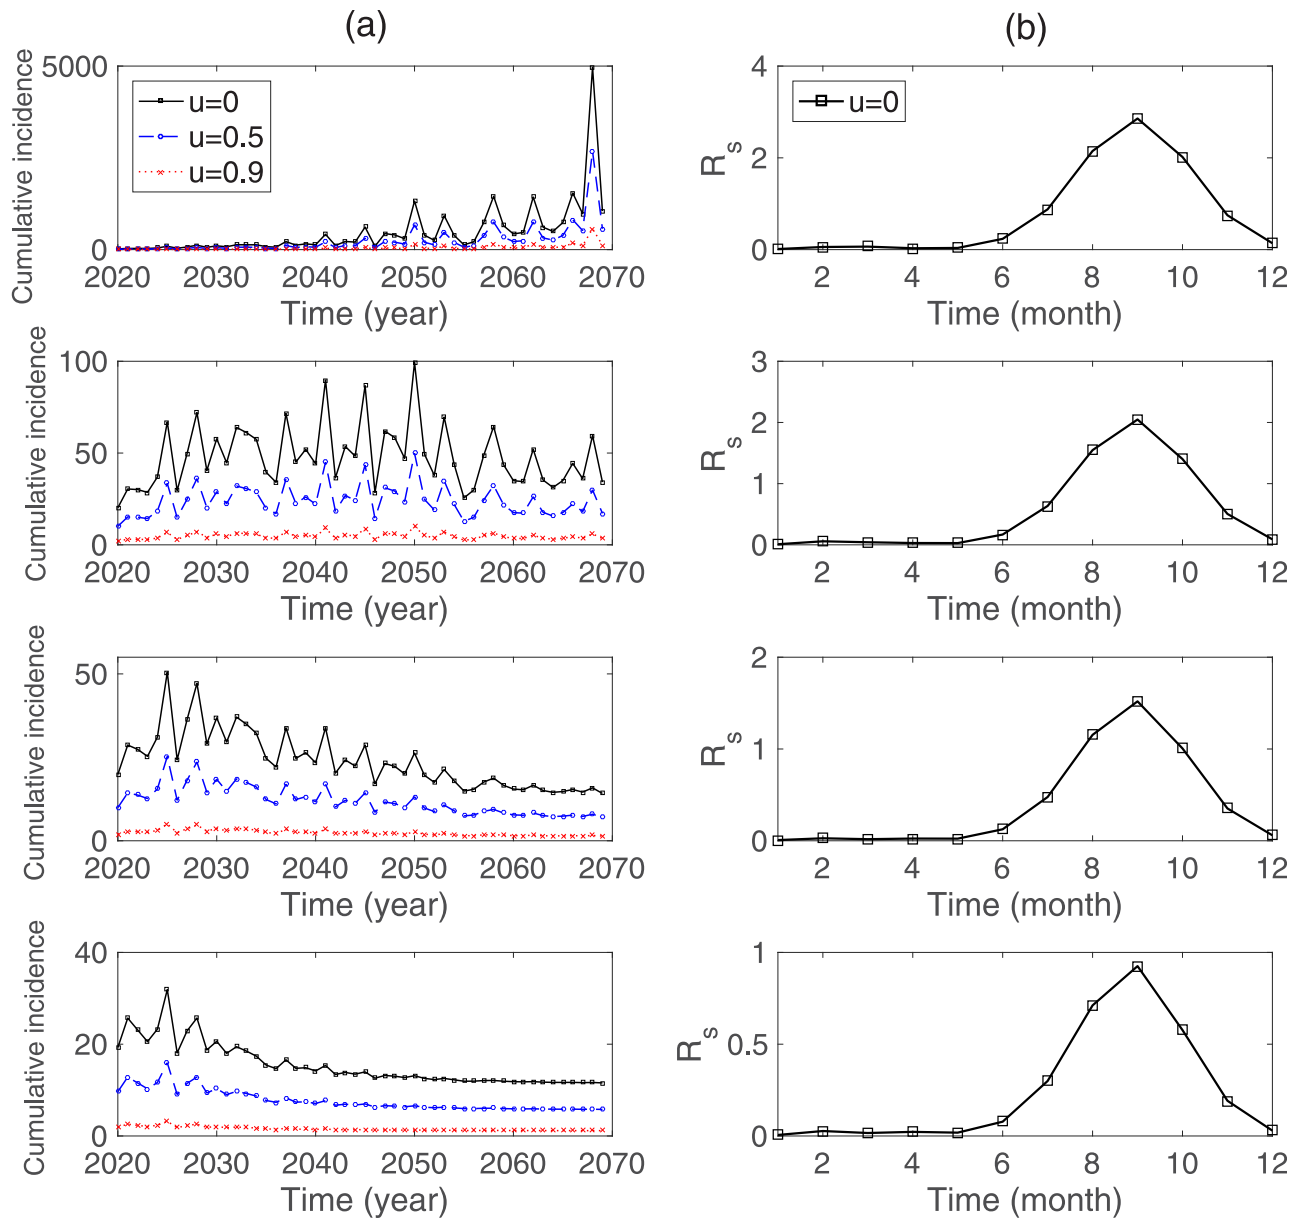 (a)
5000
0
Cumulative incidence
u=0
u=0.5
u=0.9
2020 2030 2040 2050 2060 2070
Time (year)
(b)
4
2
0
R_s
u=0
2 4 6 8 10 12
Time (month)
100
50
0
Cumulative incidence
2020 2030 2040 2050 2060 2070
Time (year)
3
2
1
0
R_s
2 4 6 8 10 12
Time (month)
50
0
Cumulative incidence
2020 2030 2040 2050 2060 2070
Time (year)
2
1
0
R_s
2 4 6 8 10 12
Time (month)
40
20
0
Cumulative incidence
2020 2030 2040 2050 2060 2070
Time (year)
1
0.5
0
R_s
2 4 6 8 10 12
Time (month)